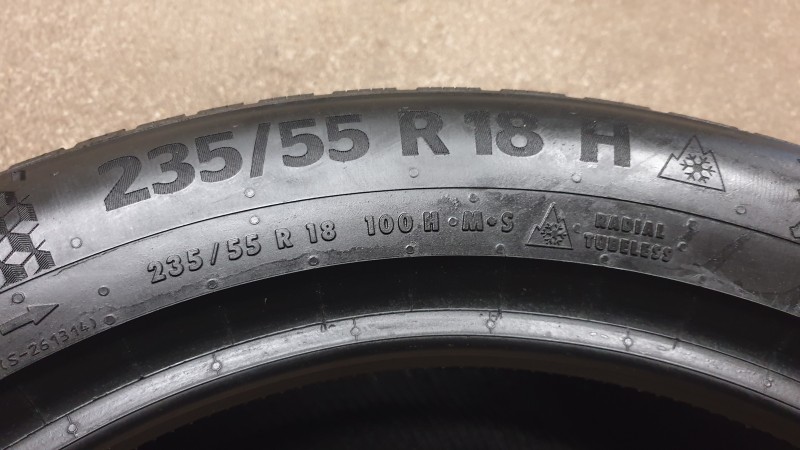 235/55 R 18 H
235/55 R 18 100 H · M · S
RADIAL
TUBELESS